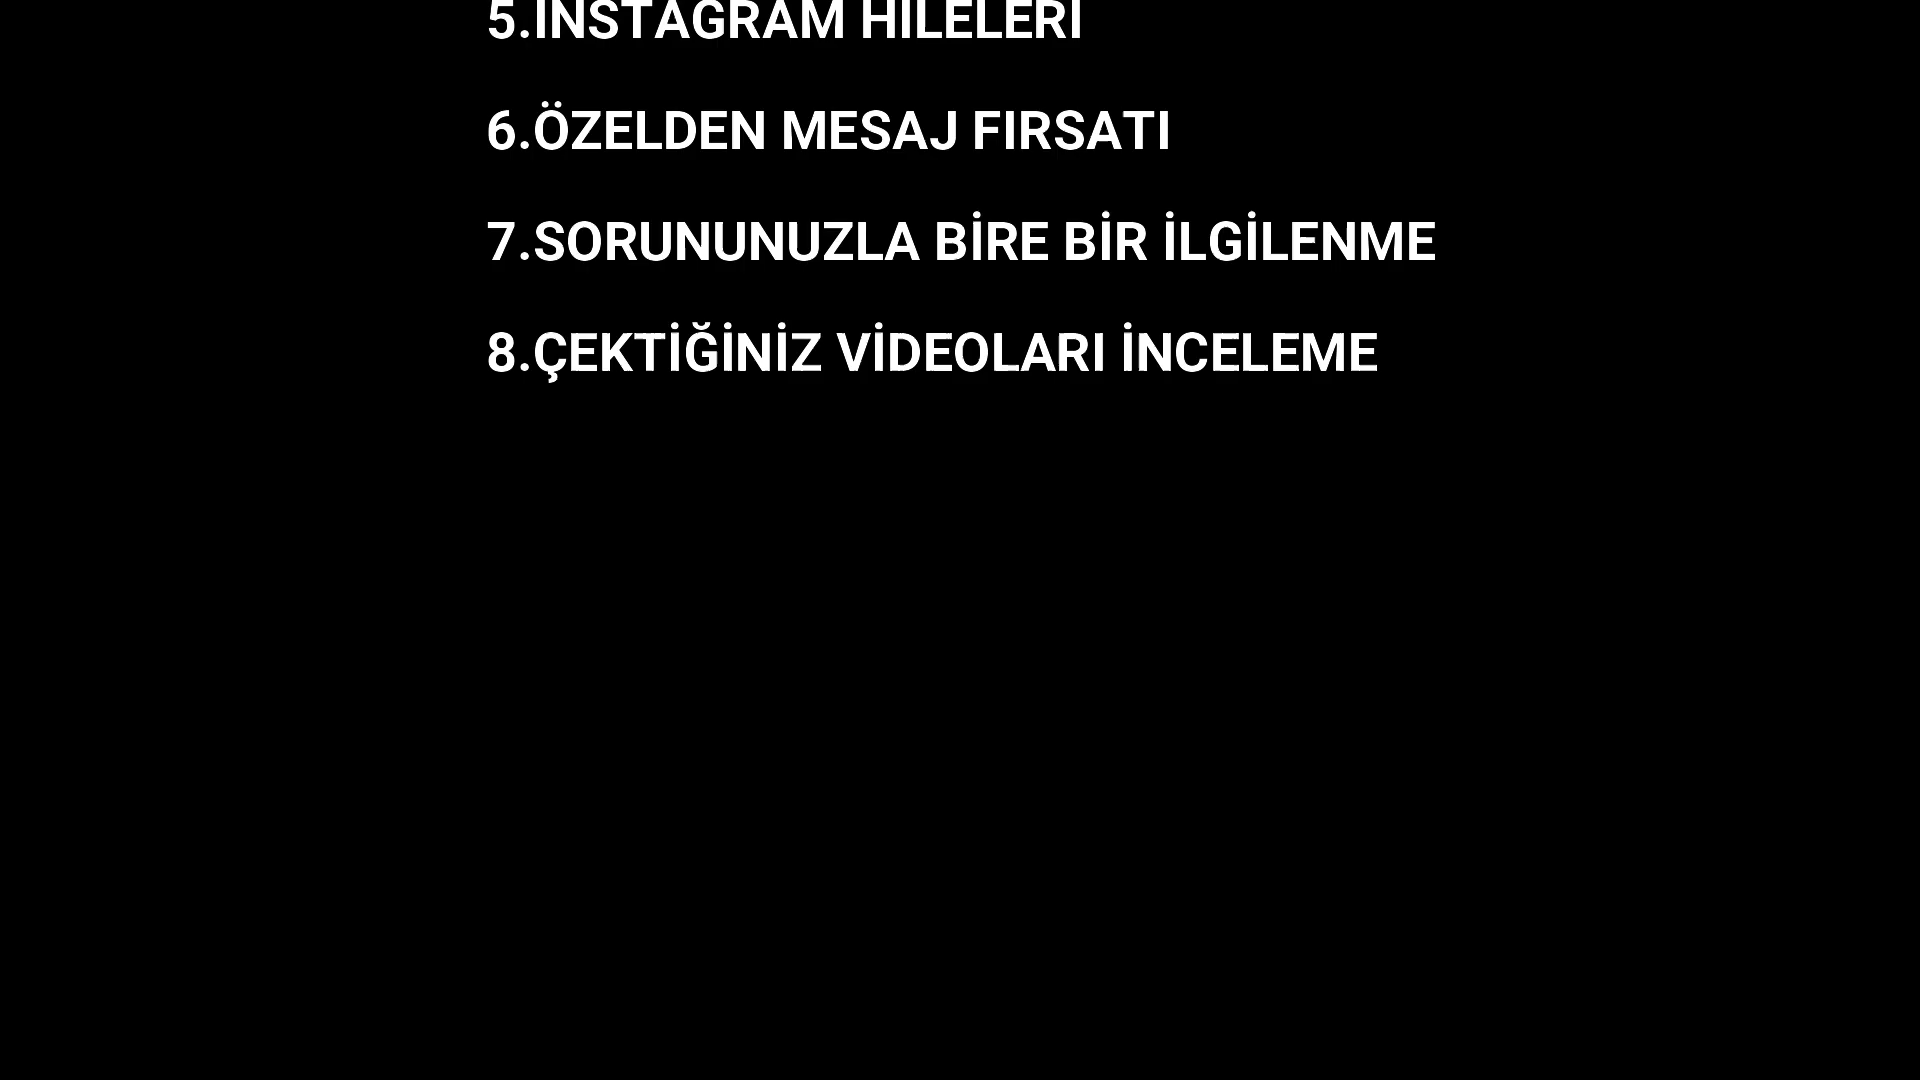 5.İNSTAGRAM HİLELERİ
6.ÖZELDEN MESAJ FIRSATI
7.SORUNUNUZLA BİRE BİR İLGİLENME
8.ÇEKTİĞİNİZ VİDEOLARI İNCELEME